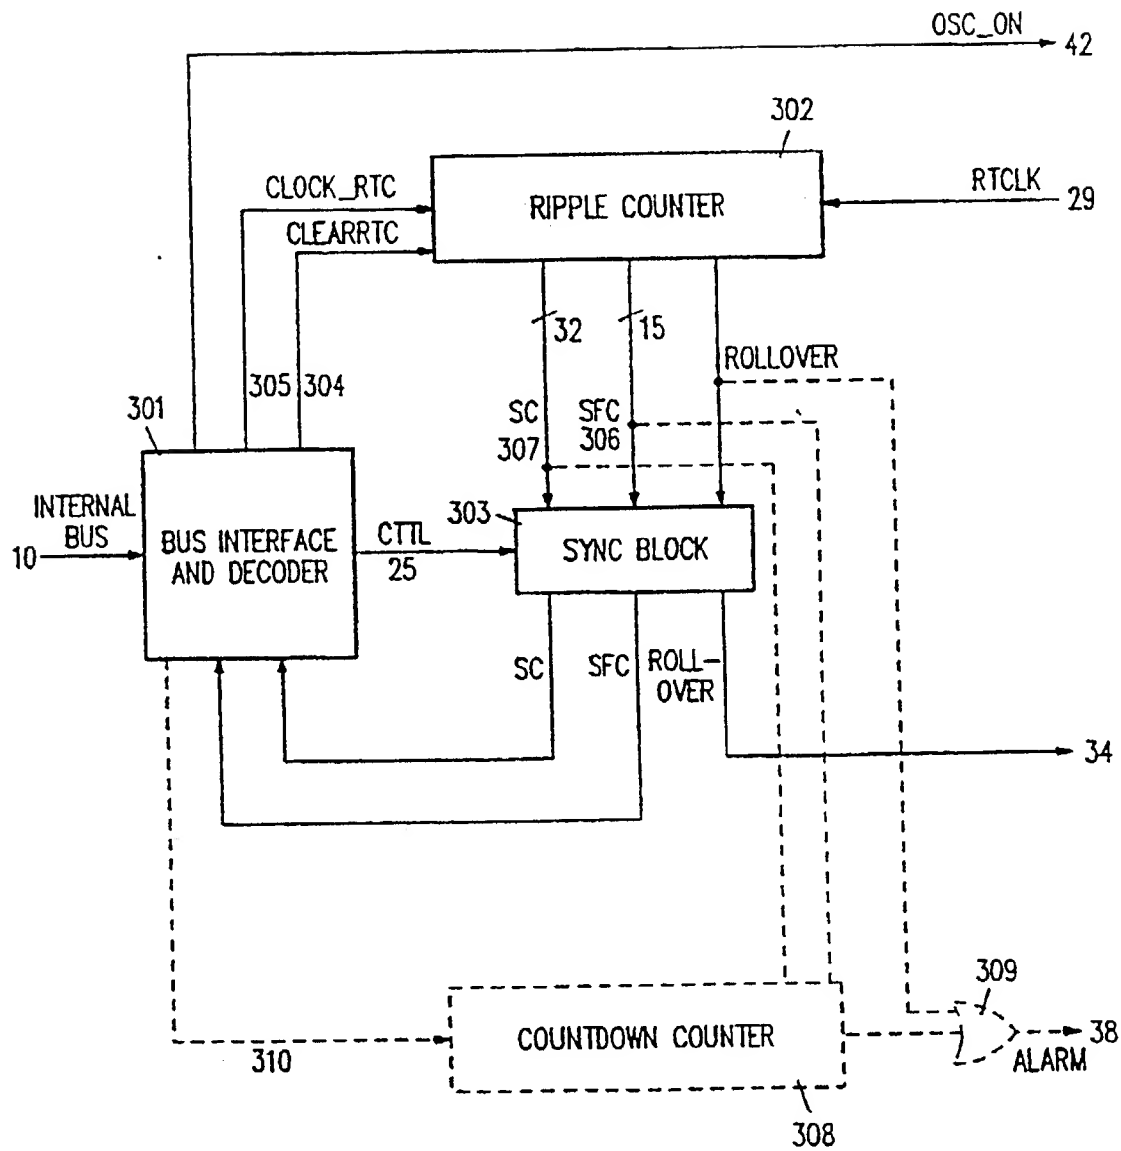 OSC_ON
42
302
CLOCK_RTC
RIPPLE COUNTER
RTCLK
29
CLEARRTC
32
15
ROLLOVER
305
304
301
SC
307
SFC
306
INTERNAL
BUS
10
BUS INTERFACE
AND DECODER
CTTL
25
303
SYNC BLOCK
SC
SFC
ROLL-
OVER
34
309
COUNTDOWN COUNTER
38
ALARM
310
308